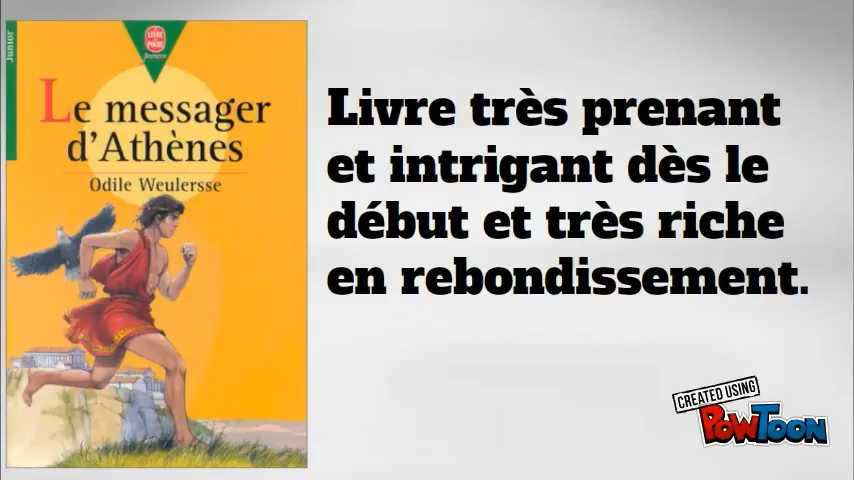 Junior
LE LIVRE DE POCHE
Jeunesse
Le messager
d'Athènes
Odile Weulersse
Livre très prenant
et intrigant dès le
début et très riche
en rebondissement.
CREATED USING
POWTOON